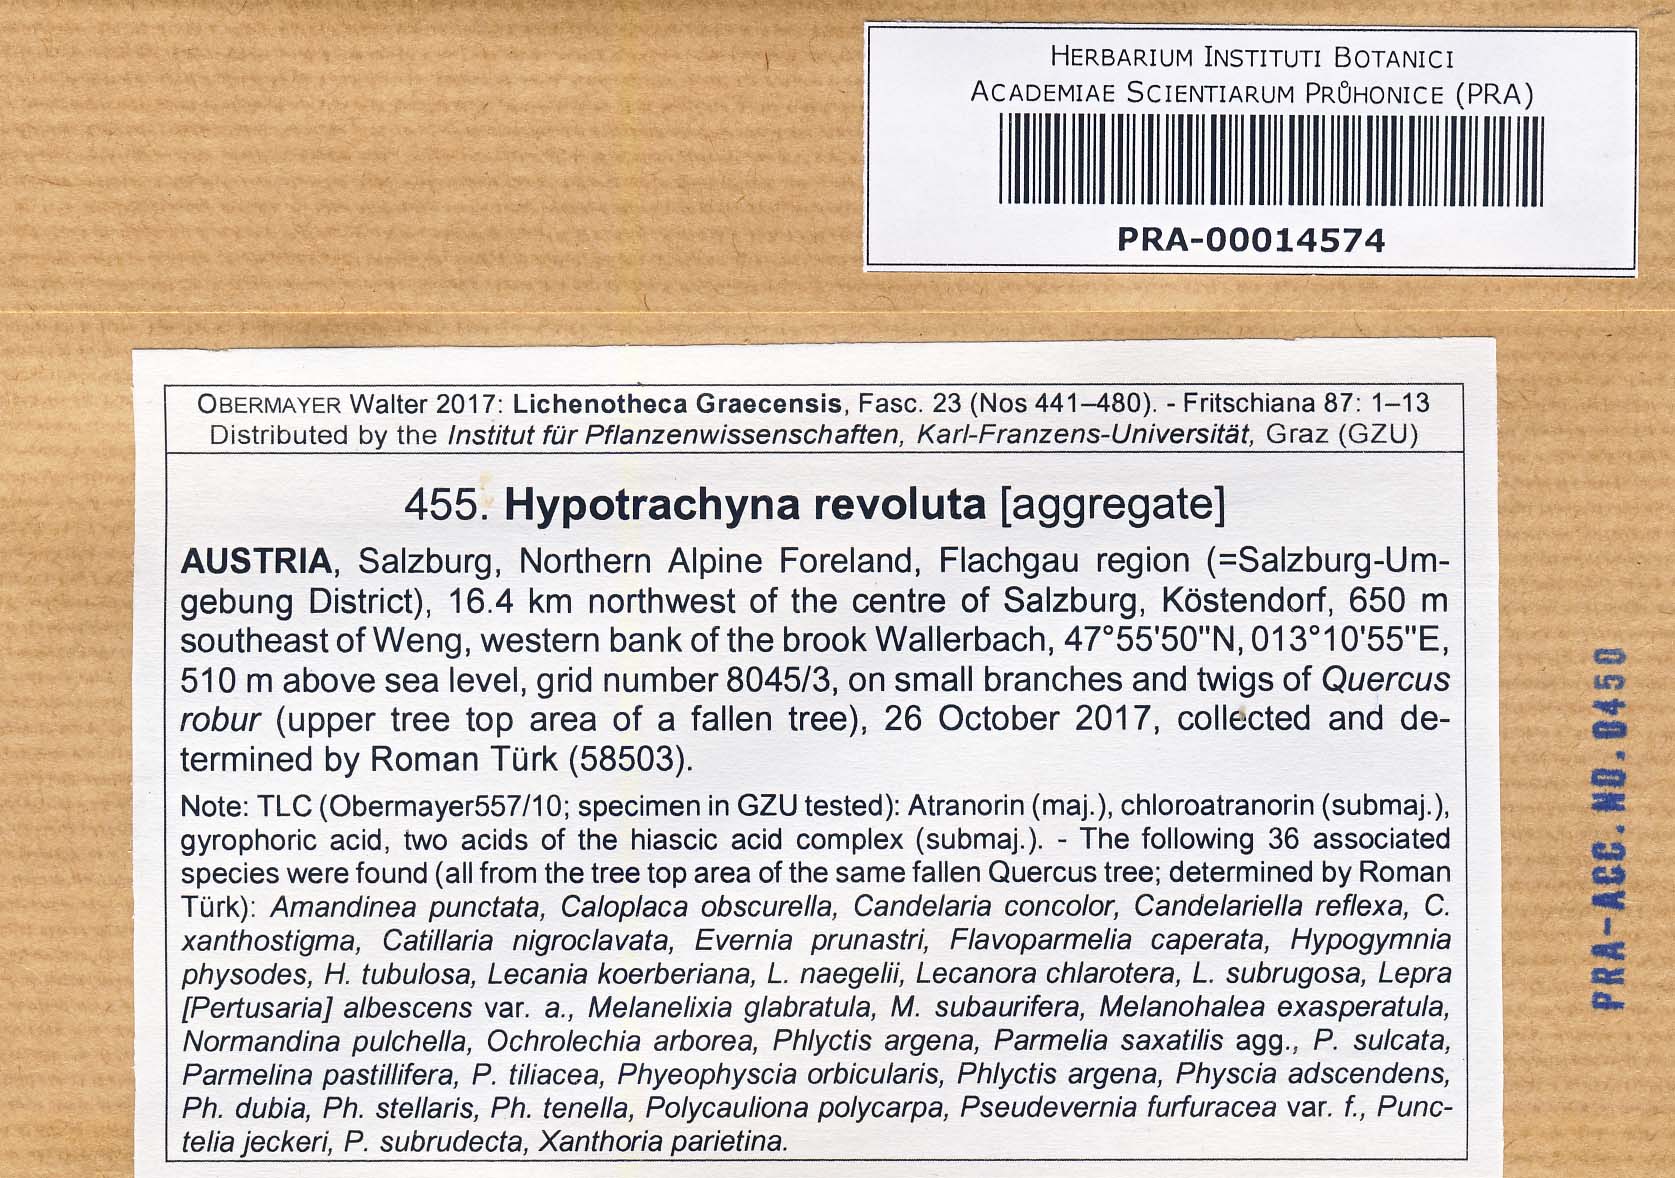 HERBARIUM INSTITUTI BOTANICI
ACADEMIAE SCIENTIARUM PRŮHONICE (PRA)
PRA-00014574
OBERMAYER Walter 2017: Lichenotheca Graecensis, Fasc. 23 (Nos 441–480). - Fritschiana 87: 1–13
Distributed by the Institut für Pflanzenwissenschaften, Karl-Franzens-Universität, Graz (GZU)
455. Hypotrachyna revoluta [aggregate]
AUSTRIA, Salzburg, Northern Alpine Foreland, Flachgau region (=Salzburg-Um-
gebung District), 16.4 km northwest of the centre of Salzburg, Köstendorf, 650 m
southeast of Weng, western bank of the brook Wallerbach, 47°55'50"N, 013°10'55"E,
510 m above sea level, grid number 8045/3, on small branches and twigs of Quercus
robur (upper tree top area of a fallen tree), 26 October 2017, collected and de-
termined by Roman Türk (58503).
Note: TLC (Obermayer557/10; specimen in GZU tested): Atranorin (maj.), chloroatranorin (submaj.),
gyrophoric acid, two acids of the hiascic acid complex (submaj.). - The following 36 associated
species were found (all from the tree top area of the same fallen Quercus tree; determined by Roman
Türk): Amandinea punctata, Caloplaca obscurella, Candelaria concolor, Candelariella reflexa, C.
xanthostigma, Catillaria nigroclavata, Evernia prunastri, Flavoparmelia caperata, Hypogymnia
physodes, H. tubulosa, Lecania koerberiana, L. naegelii, Lecanora chlarotera, L. subrugosa, Lepra
[Pertusaria] albescens var. a., Melanelixia glabratula, M. subaurifera, Melanohalea exasperatula,
Normandina pulchella, Ochrolechia arborea, Phlyctis argena, Parmelia saxatilis agg., P. sulcata,
Parmelina pastillifera, P. tiliacea, Phyeophyscia orbicularis, Phlyctis argena, Physcia adscendens,
Ph. dubia, Ph. stellaris, Ph. tenella, Polycauliona polycarpa, Pseudevernia furfuracea var. f., Punc-
telia jeckeri, P. subrudecta, Xanthoria parietina.
PRA-ACC.NO.0450